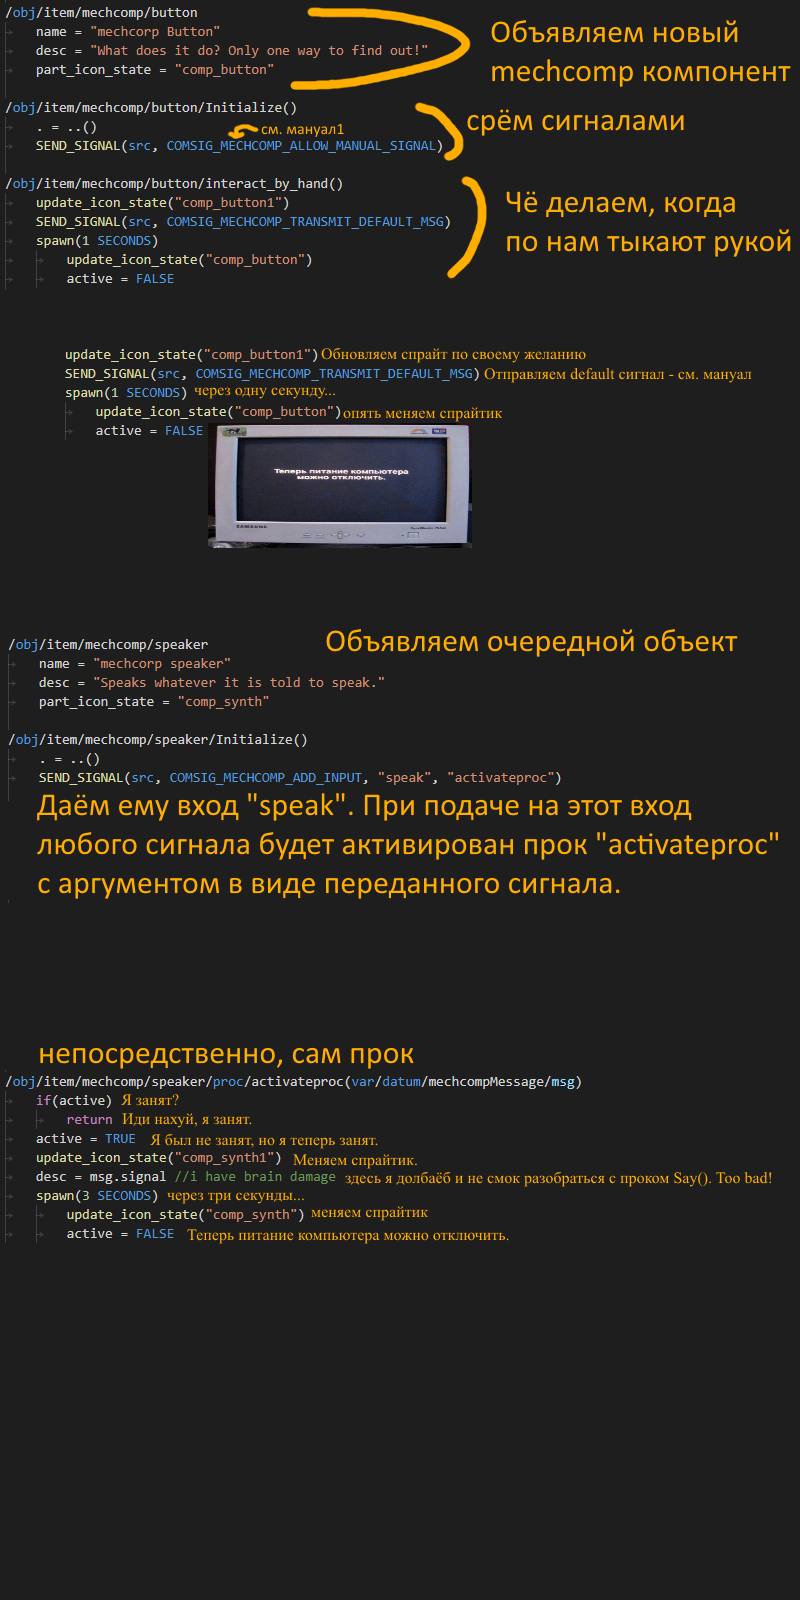 /obj/item/mechcomp/button
name = "mechcorp Button"
desc = "What does it do? Only one way to find out!"
part_icon_state = "comp_button"
Объявляем новый
mechcomp компонент
/obj/item/mechcomp/button/Initialize()
. = ..()
SEND_SIGNAL(src, COMSIG_MECHCOMP_ALLOW_MANUAL_SIGNAL)
см. мануал1
срём сигналами
/obj/item/mechcomp/button/interact_by_hand()
update_icon_state("comp_button1")
SEND_SIGNAL(src, COMSIG_MECHCOMP_TRANSMIT_DEFAULT_MSG)
spawn(1 SECONDS)
update_icon_state("comp_button")
active = FALSE
Чё делаем, когда
по нам тыкают рукой
update_icon_state("comp_button1") Обновляем спрайт по своему желанию
SEND_SIGNAL(src, COMSIG_MECHCOMP_TRANSMIT_DEFAULT_MSG) Отправляем default сигнал - см. мануал
spawn(1 SECONDS) через одну секунду...
update_icon_state("comp_button") опять меняем спрайтик
active = FALSE
Теперь питание компьютера
можно отключить.
SAMSUNG
Объявляем очередной объект
/obj/item/mechcomp/speaker
name = "mechcorp speaker"
desc = "Speaks whatever it is told to speak."
part_icon_state = "comp_synth"
/obj/item/mechcomp/speaker/Initialize()
. = ..()
SEND_SIGNAL(src, COMSIG_MECHCOMP_ADD_INPUT, "speak", "activateproc")
Даём ему вход "speak". При подаче на этот вход
любого сигнала будет активирован прок "activateproc"
с аргументом в виде переданного сигнала.
непосредственно, сам прок
/obj/item/mechcomp/speaker/proc/activateproc(var/datum/mechcompMessage/msg)
if(active) Я занят?
return Иди нахуй, я занят.
active = TRUE Я был не занят, но я теперь занят.
update_icon_state("comp_synth1") Меняем спрайтик.
desc = msg.signal //i have brain damage здесь я долбаёб и не смок разобраться с проком Say(). Too bad!
spawn(3 SECONDS) через три секунды...
update_icon_state("comp_synth") меняем спрайтик
active = FALSE Теперь питание компьютера можно отключить.